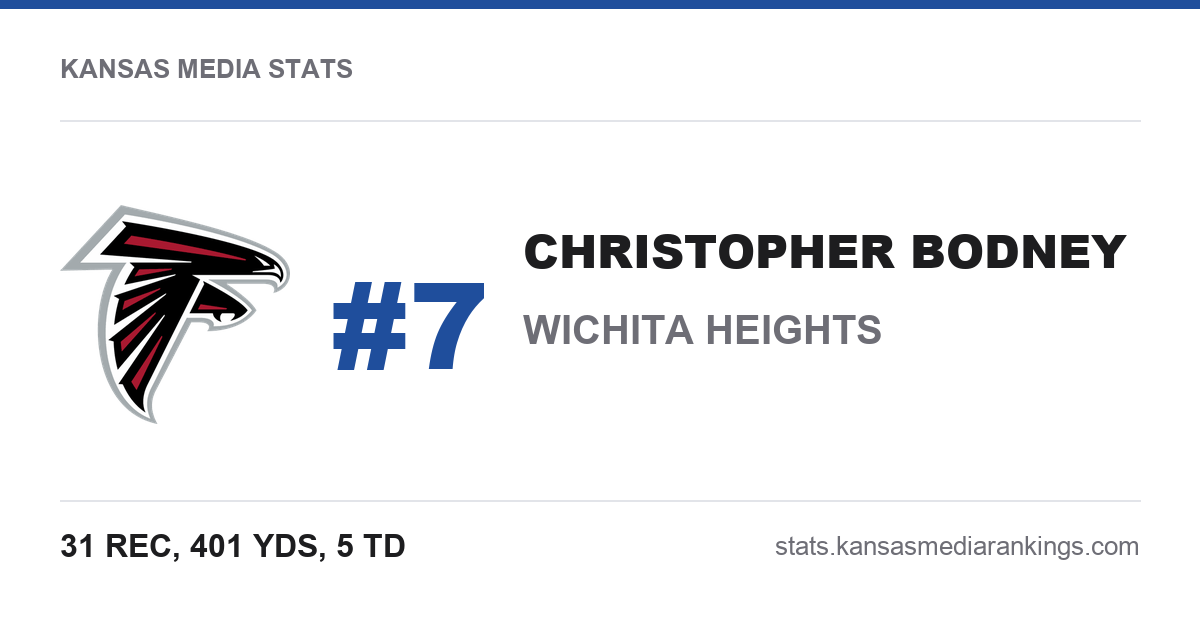 KANSAS MEDIA STATS
#7
CHRISTOPHER BODNEY
WICHITA HEIGHTS
31 REC, 401 YDS, 5 TD
stats.kansasmediarankings.com